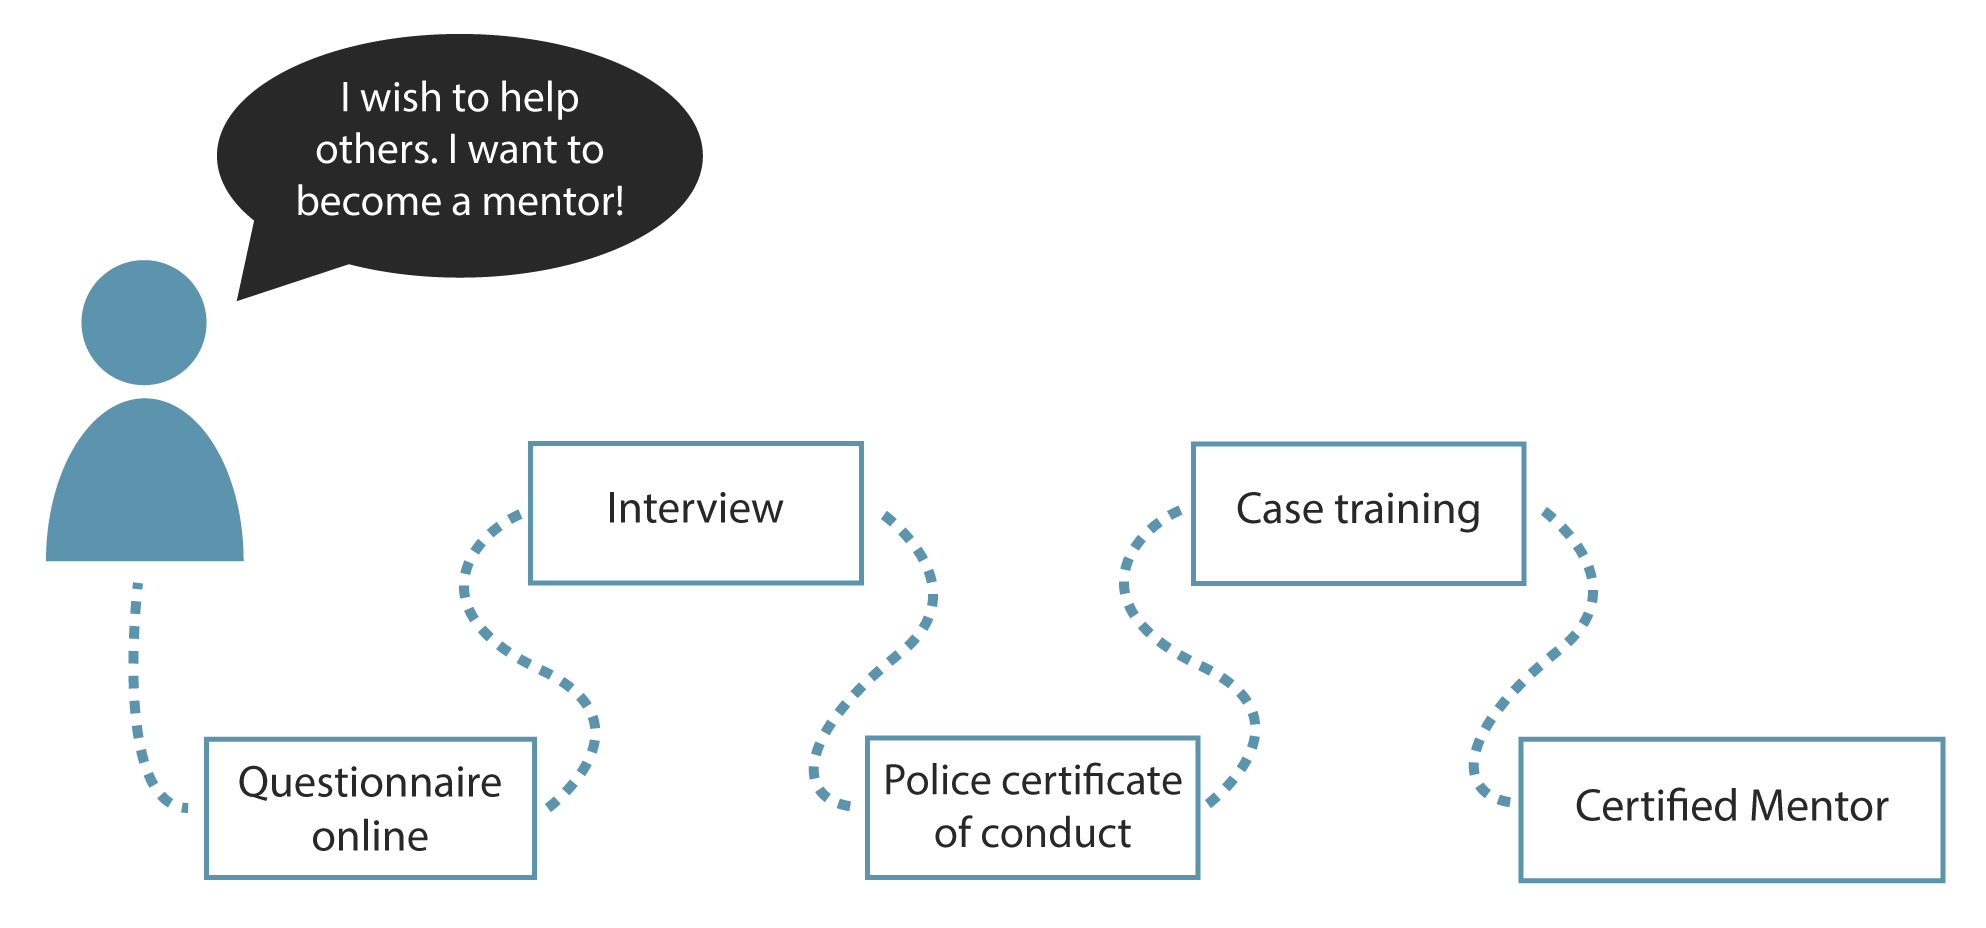 I wish to help
others. I want to
become a mentor!
Interview
Case training
Questionnaire
online
Police certificate
of conduct
Certified Mentor